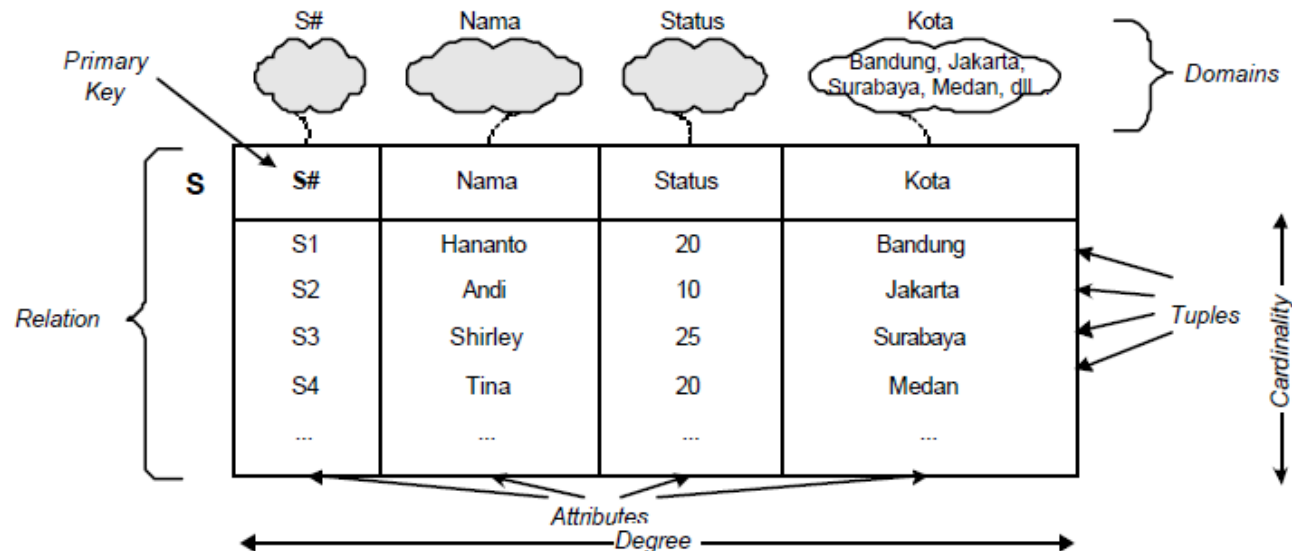 S# Nama Status Kota
Primary
Key
Bandung, Jakarta,
Surabaya, Medan, dll
Domains
Relation
S
S# Nama Status Kota
S1 Hananto 20 Bandung
S2 Andi 10 Jakarta
S3 Shirley 25 Surabaya
S4 Tina 20 Medan
... ... ... ...
Tuples
Cardinality
Attributes
Degree